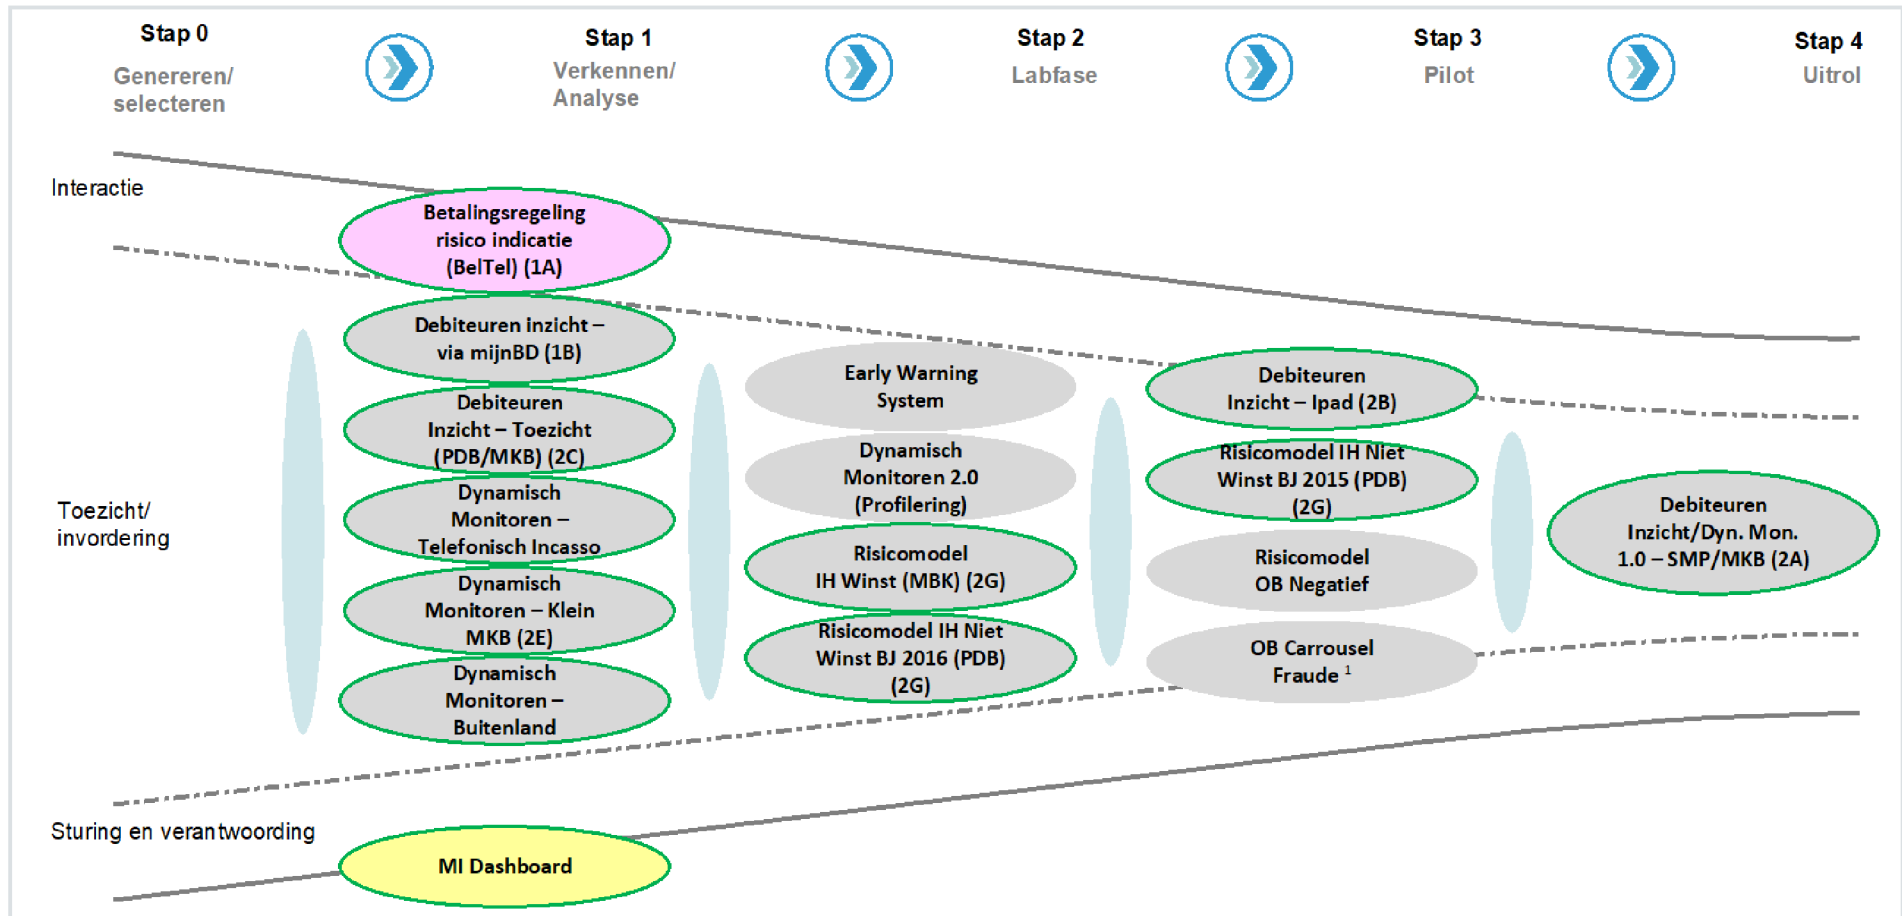 Stap 0
Genereren/
selecteren
Stap 1
Verkennen/
Analyse
Stap 2
Labfase
Stap 3
Pilot
Stap 4
Uitrol
Interactie
Betalingsregeling
risico indicatie
(BelTel) (1A)
Toezicht/
invordering
Debiteuren inzicht –
via mijnBD (1B)
Debiteuren
Inzicht – Toezicht
(PDB/MKB) (2C)
Dynamisch
Monitoren –
Telefonisch Incasso
Dynamisch
Monitoren – Klein
MKB (2E)
Dynamisch
Monitoren –
Buitenland
Early Warning
System
Dynamisch
Monitoren 2.0
(Profilering)
Risicomodel
IH Winst (MBK) (2G)
Risicomodel IH Niet
Winst BJ 2016 (PDB)
(2G)
Debiteuren
Inzicht – Ipad (2B)
Risicomodel IH Niet
Winst BJ 2015 (PDB)
(2G)
Risicomodel
OB Negatief
OB Carrousel
Fraude ¹
Debiteuren
Inzicht/Dyn. Mon.
1.0 – SMP/MKB (2A)
Sturing en verantwoording
MI Dashboard